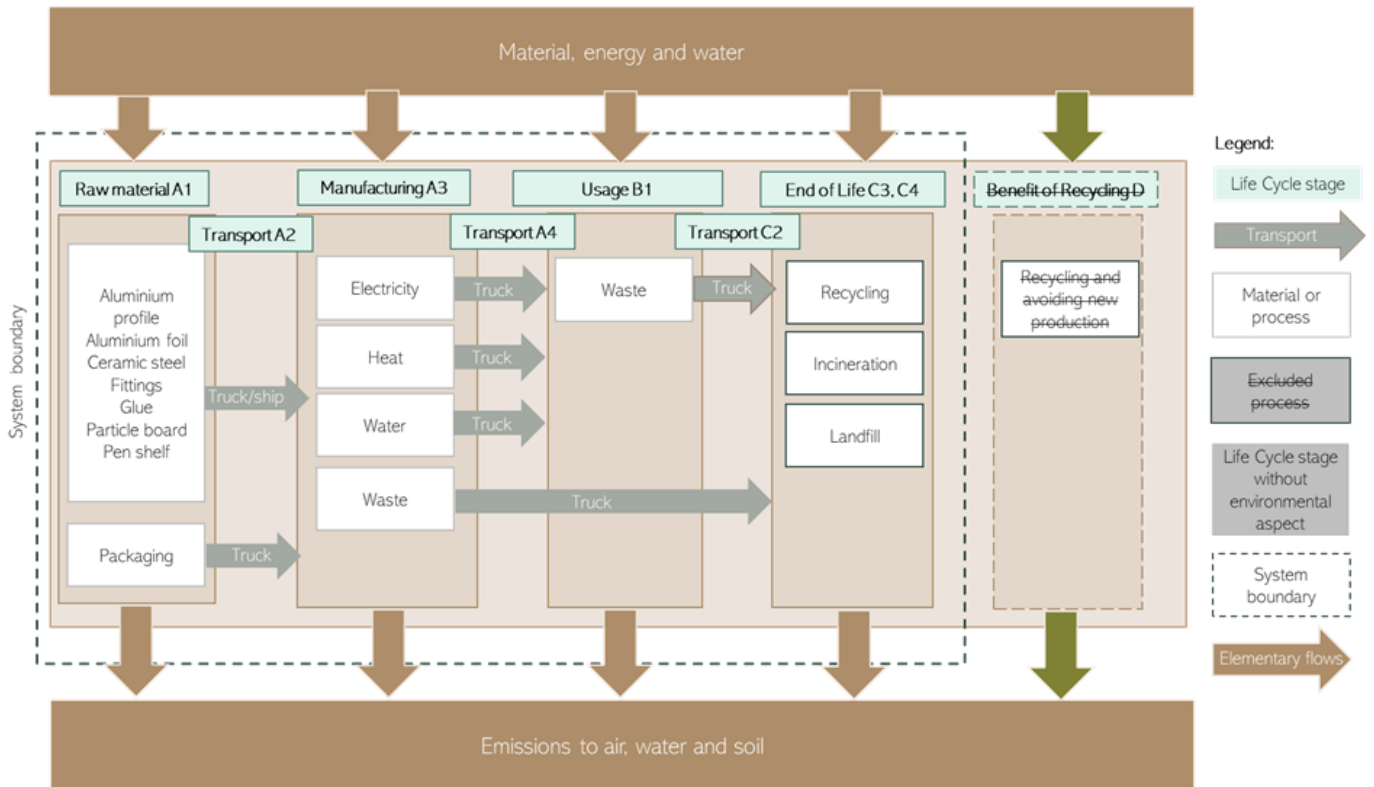 Material, energy and water
System boundary
Raw material A1
Manufacturing A3
Usage B1
End of Life C3, C4
Benefit of Recycling D
Transport A2
Transport A4
Transport C2
Aluminium
profile
Aluminium foil
Ceramic steel
Fittings
Glue
Particle board
Pen shelf
Packaging
Truck/ship
Truck
Electricity
Heat
Water
Waste
Truck
Truck
Truck
Truck
Waste
Truck
Recycling
Incineration
Landfill
Recycling and
avoiding new
production
Emissions to air, water and soil
Legend:
Life Cycle stage
Transport
Material or
process
Excluded
process
Life Cycle stage
without
environmental
aspect
System
boundary
Elementary flows